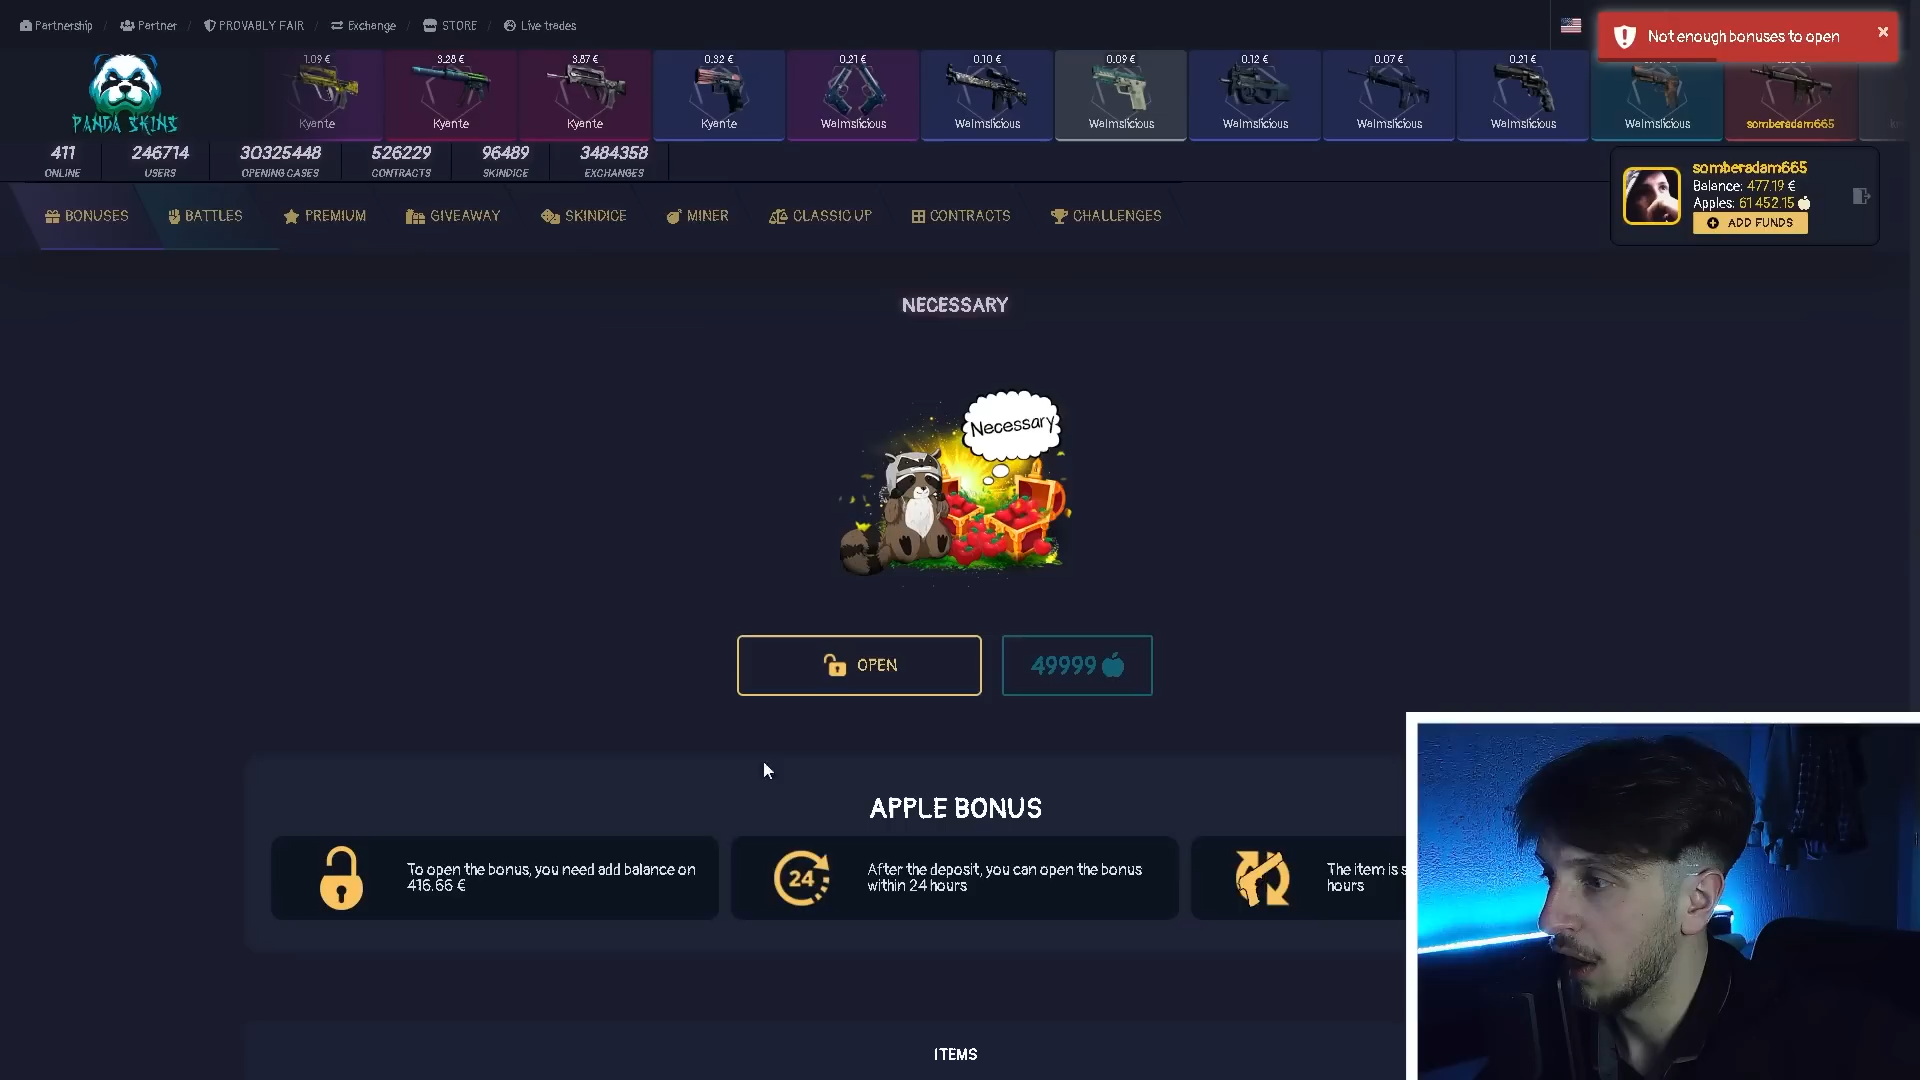 Partnership / Partner / PROVABLY FAIR / Exchange / STORE / Live trades
Not enough bonuses to open
PANDA SKINS
1.09 € 3.28 € 3.87 € 0.32 € 0.21 € 0.10 € 0.09 € 0.12 € 0.07 € 0.21 €
Kyante Kyante Kyante Kyante Walmslicious Walmslicious Walmslicious Walmslicious Walmslicious Walmslicious Walmslicious somberadam665
411 246714 30325448 526229 96489 3484358
ONLINE USERS OPENING CASES CONTRACTS SKINDICE EXCHANGES
somberadam665
Balance: 477.19 €
Apples: 61 452.15
ADD FUNDS
BONUSES BATTLES PREMIUM GIVEAWAY SKINDICE MINER CLASSIC UP CONTRACTS CHALLENGES
NECESSARY
Necessary
OPEN
49999
APPLE BONUS
To open the bonus, you need add balance on
416.66 €
24
After the deposit, you can open the bonus
within 24 hours
The item is s
hours
ITEMS